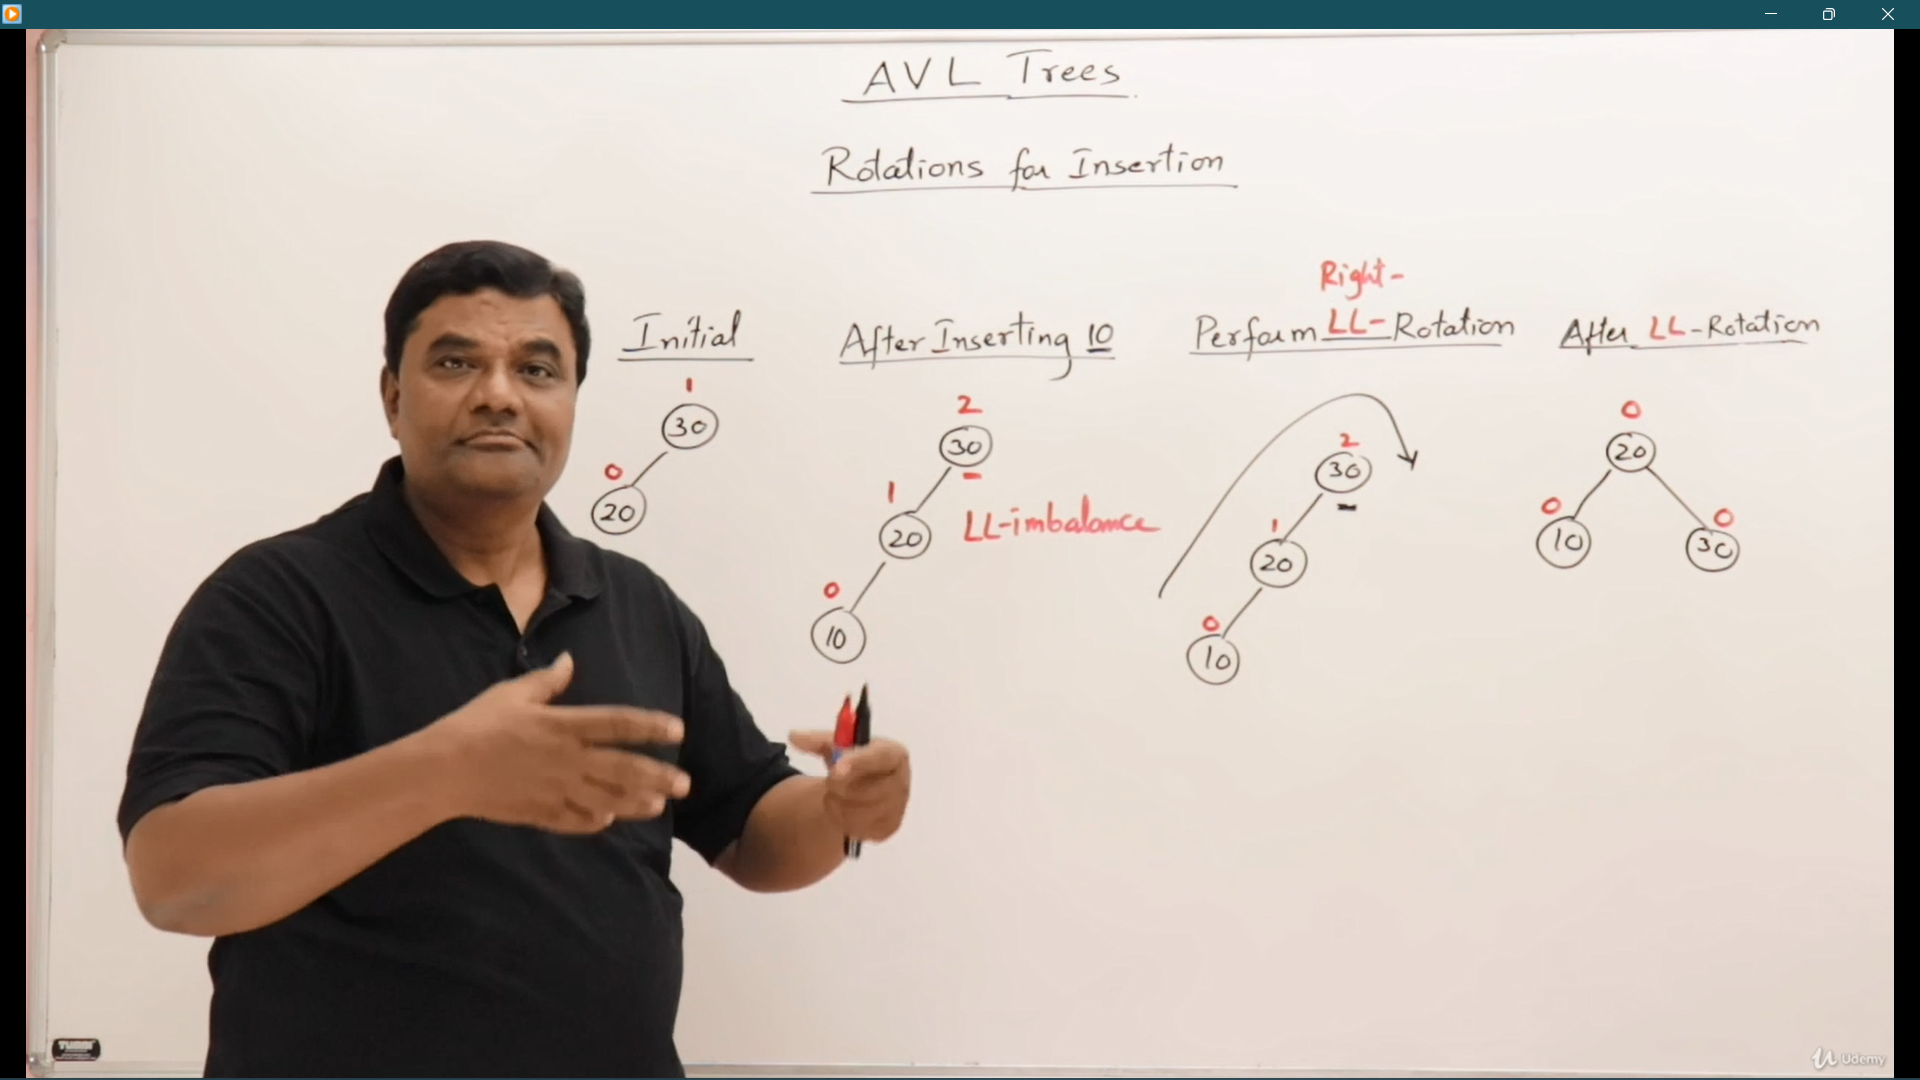 AVL Trees
Rotations for Insertion
Initial
1
30
0
20
After Inserting 10
2
30
1
20
LL-imbalance
0
10
Right-
Perform LL-Rotation
2
30
1
20
0
10
After LL-Rotation
0
20
0
10
0
30
Udemy